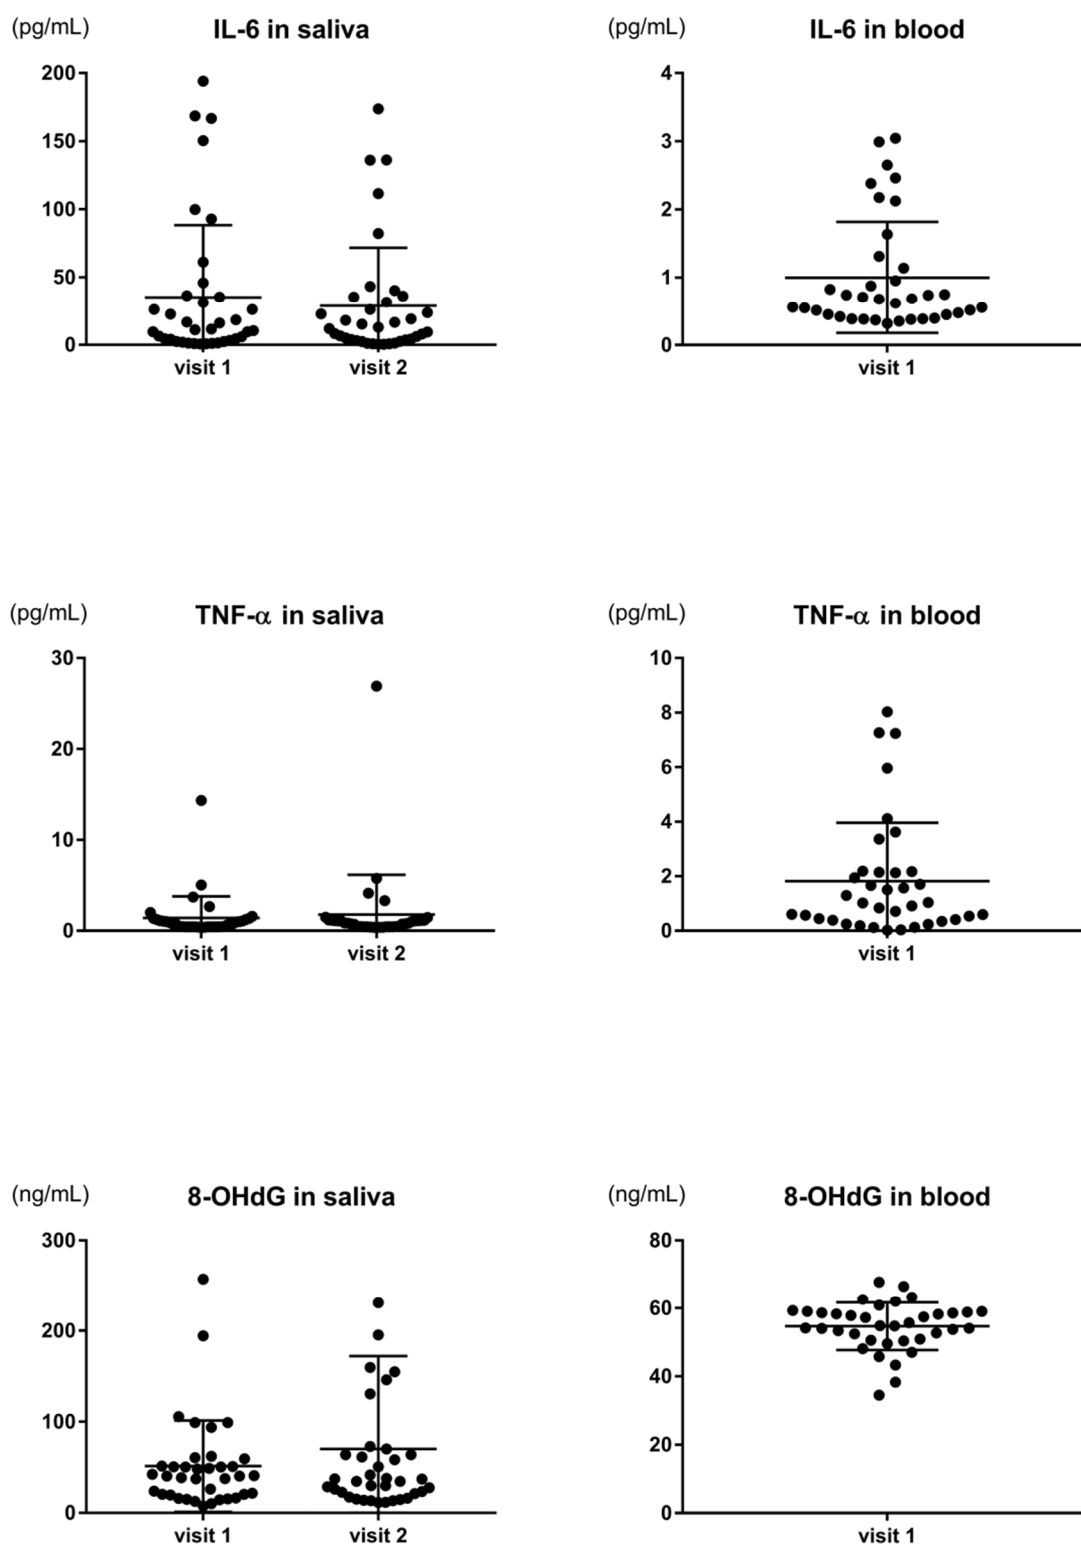 (pg/mL) IL-6 in saliva
200
150
100
50
0
visit 1 visit 2
(pg/mL) IL-6 in blood
4
3
2
1
0
visit 1
(pg/mL) TNF-α in saliva
30
20
10
0
visit 1 visit 2
(pg/mL) TNF-α in blood
10
8
6
4
2
0
visit 1
(ng/mL) 8-OHdG in saliva
300
200
100
0
visit 1 visit 2
(ng/mL) 8-OHdG in blood
80
60
40
20
0
visit 1